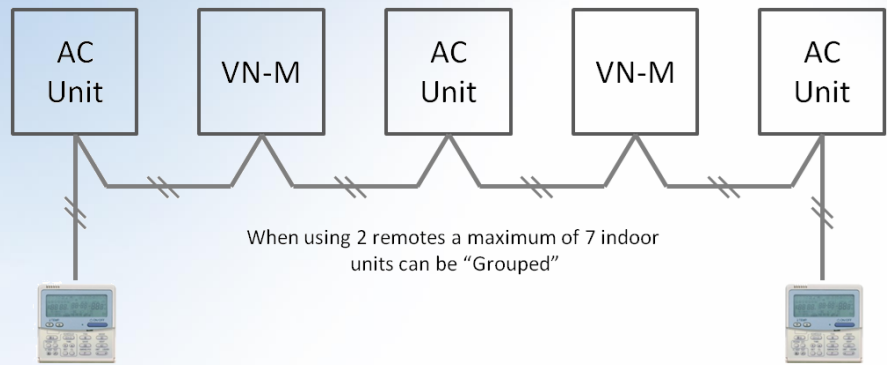 AC
Unit
VN-M
AC
Unit
VN-M
AC
Unit
When using 2 remotes a maximum of 7 indoor
units can be “Grouped”